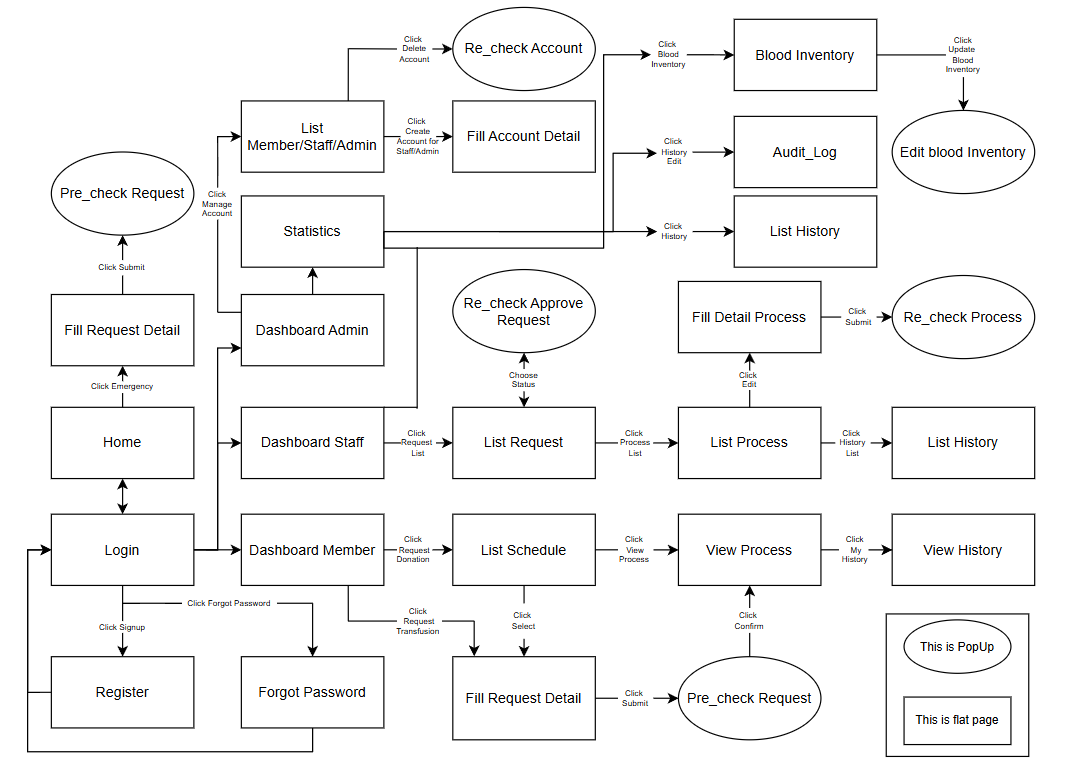 Click
Delete
Account
Re_check Account
Click
Blood
Inventory
Blood Inventory
Click
Update
Blood
Inventory
List
Member/Staff/Admin
Click
Create
Account for
Staff/Admin
Fill Account Detail
Click
History
Edit
Audit_Log
Edit blood Inventory
Pre_check Request
Click
Manage
Account
Statistics
Click
History
List History
Click Submit
Fill Request Detail
Dashboard Admin
Re_check Approve
Request
Fill Detail Process
Click
Submit
Re_check Process
Click Emergency
Choose
Status
Click
Edit
Home
Dashboard Staff
Click
Request
List
List Request
Click
Process
List
List Process
Click
History
List
List History
Login
Dashboard Member
Click
Request
Donation
List Schedule
Click
View
Process
View Process
Click
My
History
View History
Click Forgot Password
Click Signup
Click
Request
Transfusion
Click
Select
Click
Confirm
This is PopUp
Register
Forgot Password
Fill Request Detail
Click
Submit
Pre_check Request
This is flat page